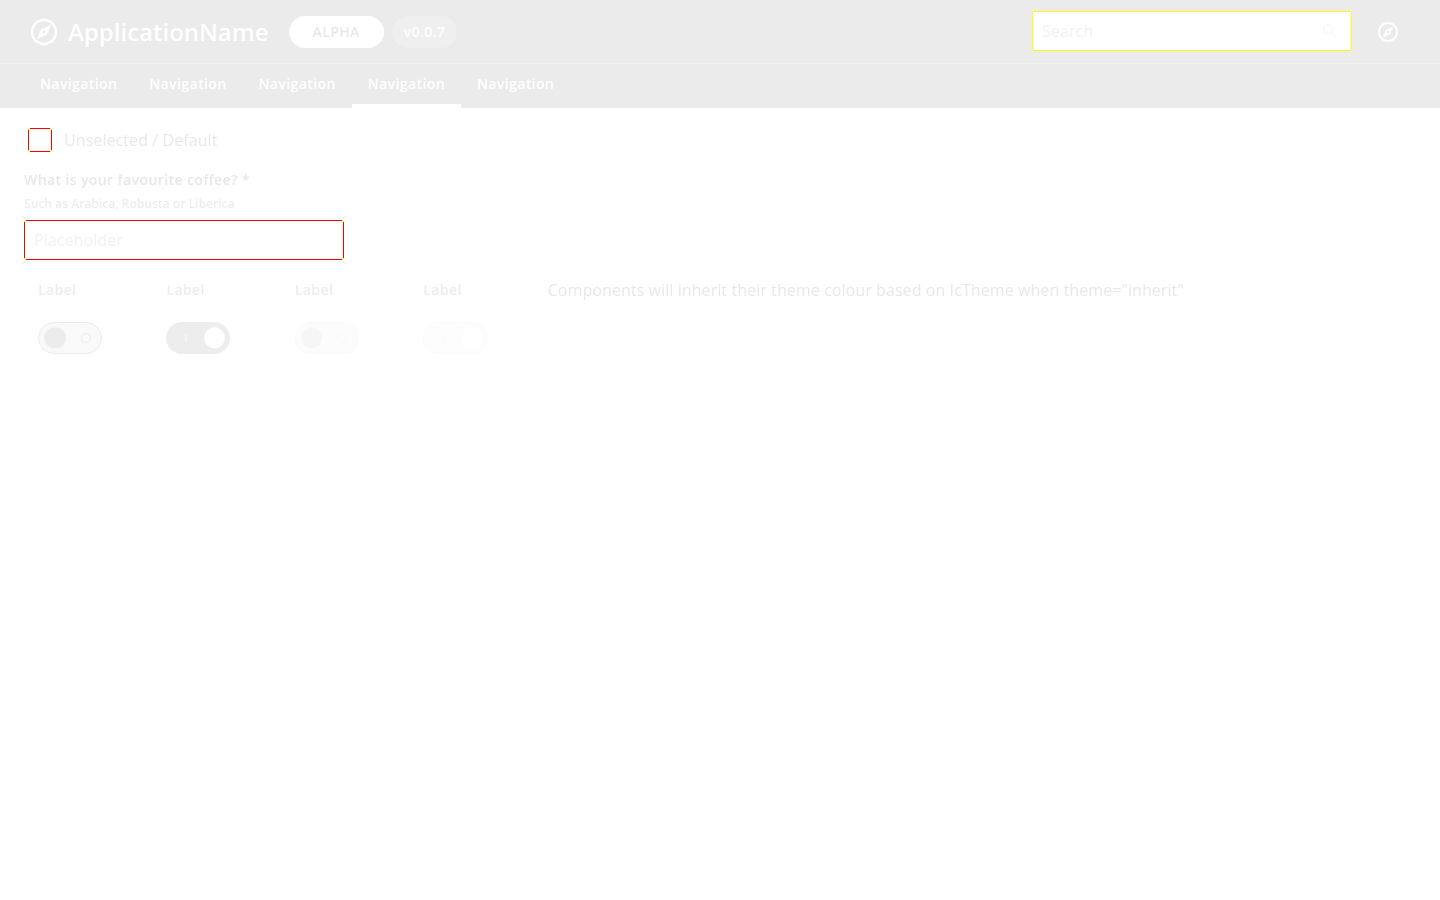 ApplicationName ALPHA v0.0.7 Search
Navigation Navigation Navigation Navigation Navigation
Unselected / Default
What is your favourite coffee? *
Such as Arabica, Robusta or Liberica
Placeholder
Label Label Label Label Components will inherit their theme colour based on IcTheme when theme="inherit"